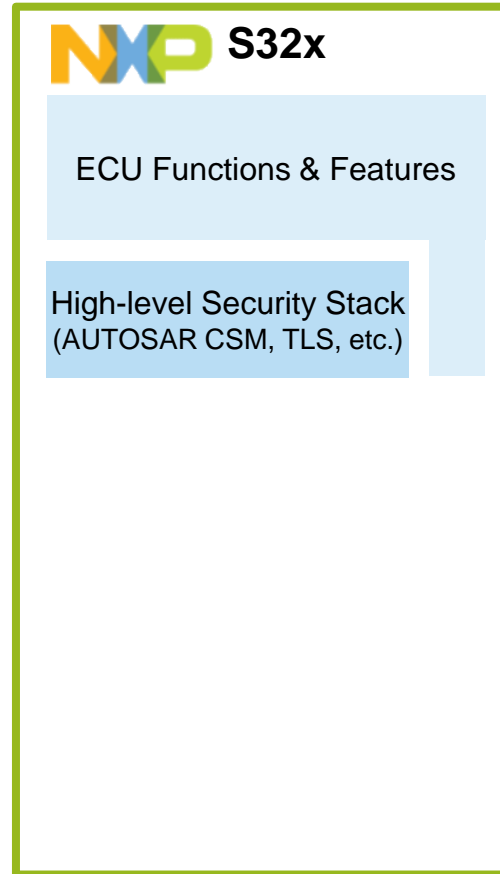 NXP S32x
ECU Functions & Features
High-level Security Stack
(AUTOSAR CSM, TLS, etc.)